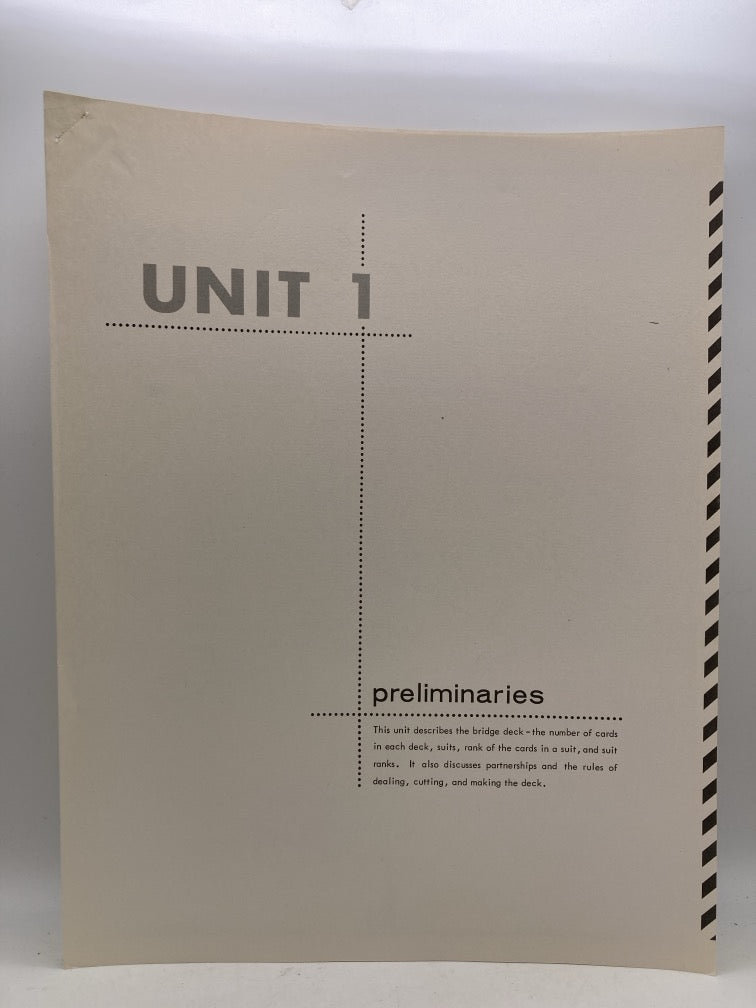 UNIT 1
preliminaries
This unit describes the bridge deck – the number of cards
in each deck, suits, rank of the cards in a suit, and suit
ranks. It also discusses partnerships and the rules of
dealing, cutting, and making the deck.